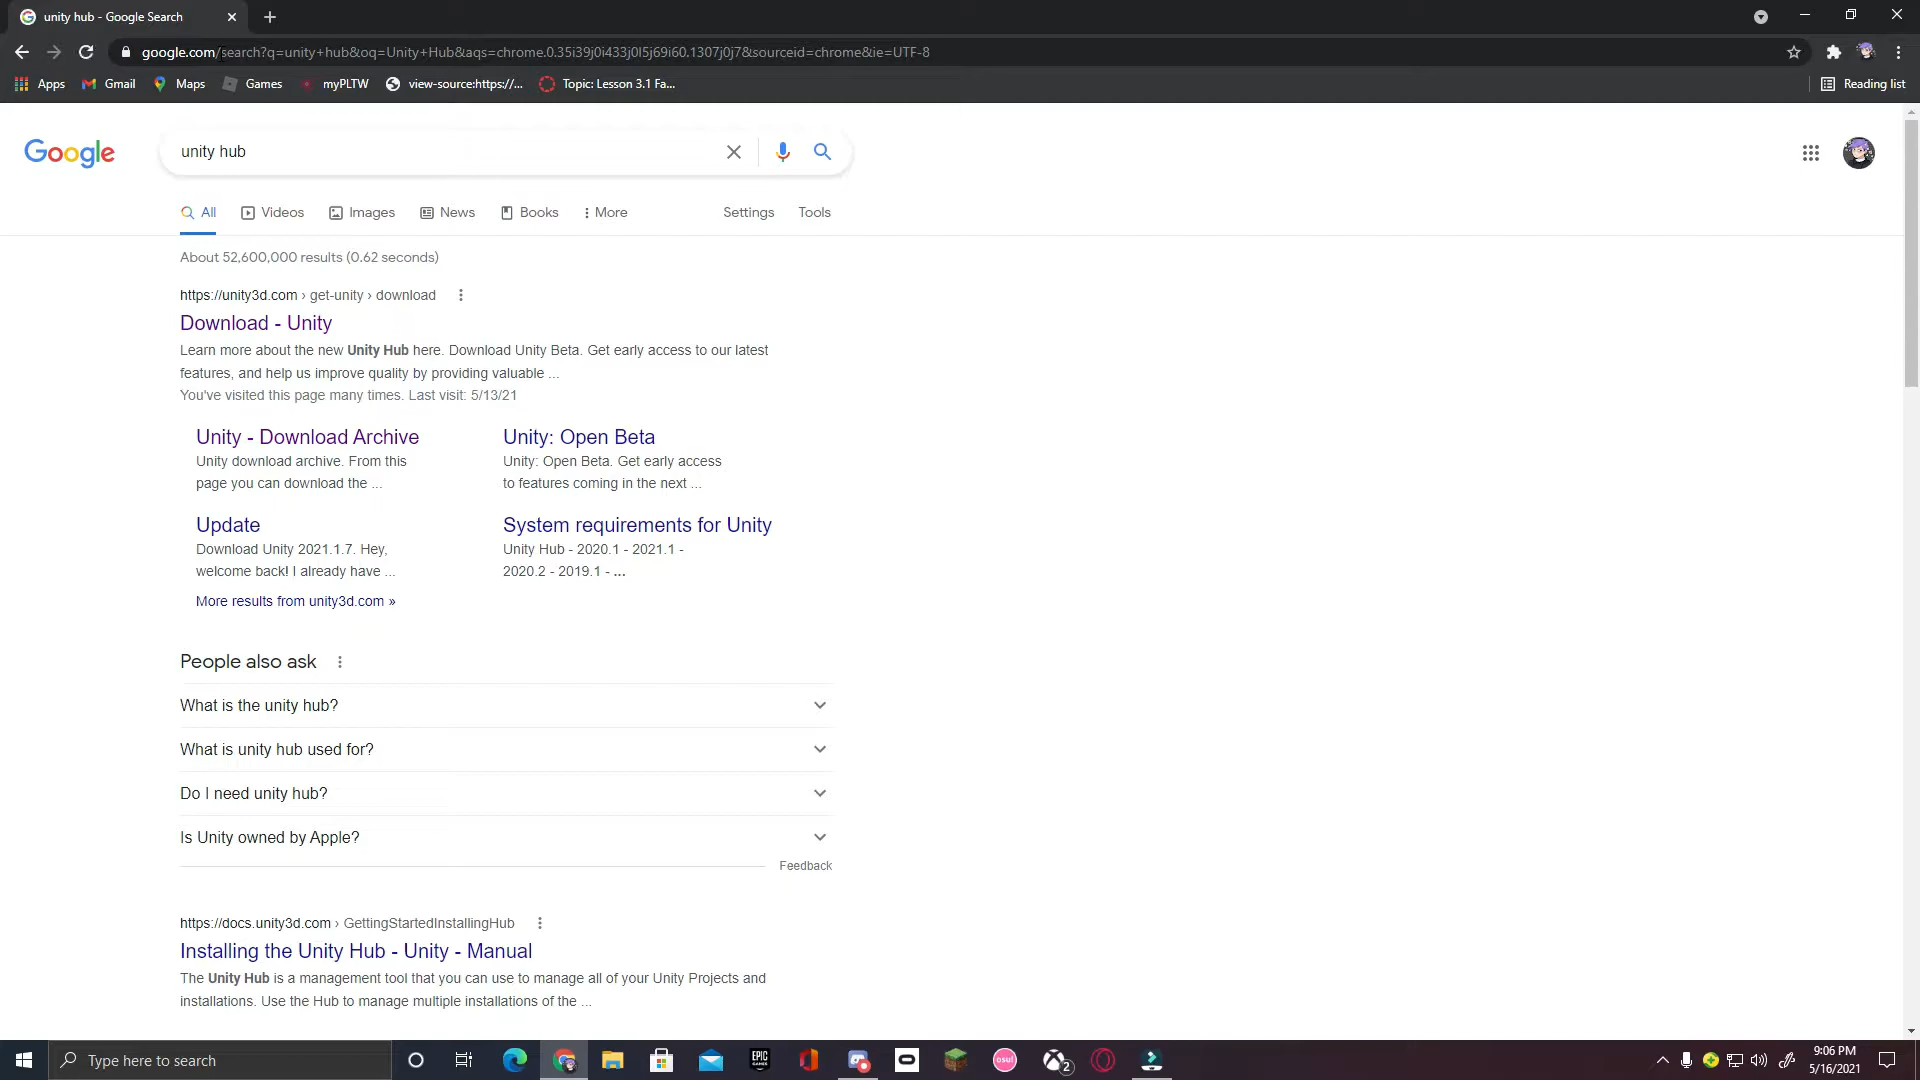 unity hub - Google Search
google.com/search?q=unity+hub&oq=Unity+Hub&aqs=chrome.0.35i39j0i433j0l5j69i60.1307j0j7&sourceid=chrome&ie=UTF-8
Apps Gmail Maps Games myPLTW view-source:https://... Topic: Lesson 3.1 Fa... Reading list
Google unity hub
All Videos Images News Books More Settings Tools
About 52,600,000 results (0.62 seconds)
https://unity3d.com › get-unity › download
Download - Unity
Learn more about the new Unity Hub here. Download Unity Beta. Get early access to our latest
features, and help us improve quality by providing valuable ...
You've visited this page many times. Last visit: 5/13/21
Unity - Download Archive
Unity download archive. From this
page you can download the ...
Unity: Open Beta
Unity: Open Beta. Get early access
to features coming in the next ...
Update
Download Unity 2021.1.7. Hey,
welcome back! I already have ...
System requirements for Unity
Unity Hub - 2020.1 - 2021.1 -
2020.2 - 2019.1 - ...
More results from unity3d.com »
People also ask
What is the unity hub?
What is unity hub used for?
Do I need unity hub?
Is Unity owned by Apple?
Feedback
https://docs.unity3d.com › GettingStartedInstallingHub
Installing the Unity Hub - Unity - Manual
The Unity Hub is a management tool that you can use to manage all of your Unity Projects and
installations. Use the Hub to manage multiple installations of the ...
Type here to search
EPIC
GAMES
osu!
2
9:06 PM
5/16/2021